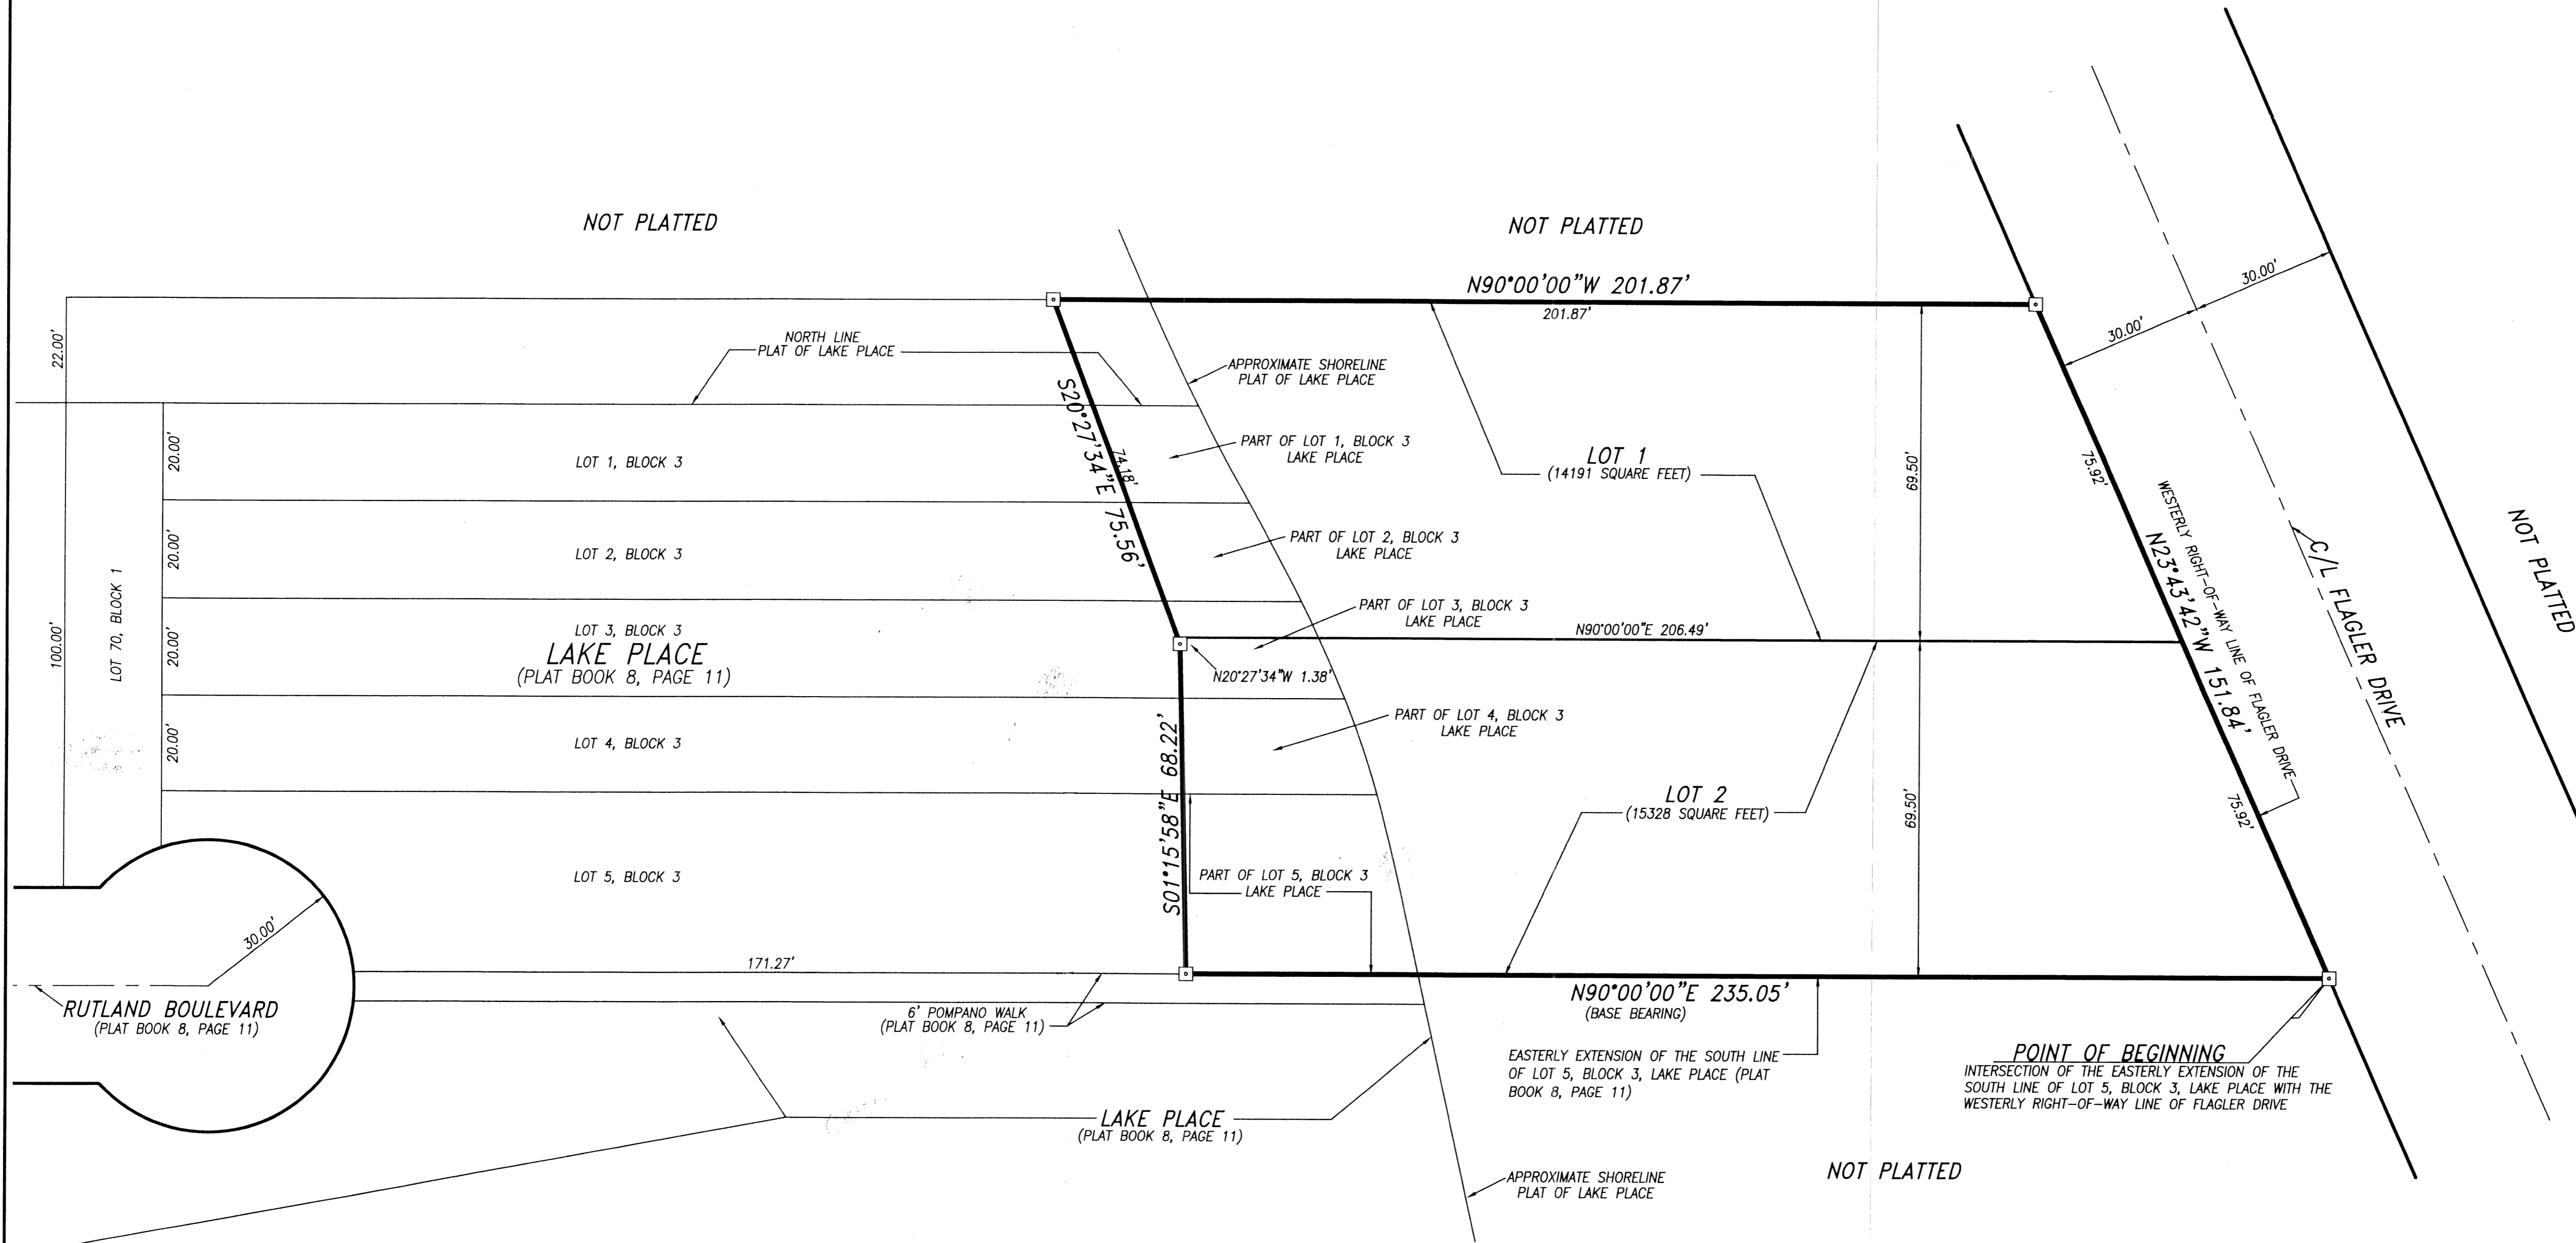 NOT PLATTED
NOT PLATTED
N90°00'00"W 201.87'
201.87'
30.00'
30.00'
22.00'
NORTH LINE
PLAT OF LAKE PLACE
APPROXIMATE SHORELINE
PLAT OF LAKE PLACE
S20°27'34"E 75.56'
74.18'
20.00'
LOT 1, BLOCK 3
PART OF LOT 1, BLOCK 3
LAKE PLACE
LOT 1
(14191 SQUARE FEET)
69.50'
75.92'
WESTERLY RIGHT-OF-WAY LINE OF FLAGLER DRIVE
N23°43'42"W 151.84'
C/L FLAGLER DRIVE
NOT PLATTED
20.00'
LOT 2, BLOCK 3
PART OF LOT 2, BLOCK 3
LAKE PLACE
100.00'
LOT 70, BLOCK 1
20.00'
LOT 3, BLOCK 3
LAKE PLACE
(PLAT BOOK 8, PAGE 11)
PART OF LOT 3, BLOCK 3
LAKE PLACE
N90°00'00"E 206.49'
N20°27'34"W 1.38'
20.00'
LOT 4, BLOCK 3
PART OF LOT 4, BLOCK 3
LAKE PLACE
S01°15'58"E 68.22'
LOT 2
(15328 SQUARE FEET)
69.50'
75.92'
LOT 5, BLOCK 3
PART OF LOT 5, BLOCK 3
LAKE PLACE
30.00'
171.27'
RUTLAND BOULEVARD
(PLAT BOOK 8, PAGE 11)
6' POMPANO WALK
(PLAT BOOK 8, PAGE 11)
N90°00'00"E 235.05'
(BASE BEARING)
EASTERLY EXTENSION OF THE SOUTH LINE
OF LOT 5, BLOCK 3, LAKE PLACE (PLAT
BOOK 8, PAGE 11)
POINT OF BEGINNING
INTERSECTION OF THE EASTERLY EXTENSION OF THE
SOUTH LINE OF LOT 5, BLOCK 3, LAKE PLACE WITH THE
WESTERLY RIGHT-OF-WAY LINE OF FLAGLER DRIVE
LAKE PLACE
(PLAT BOOK 8, PAGE 11)
APPROXIMATE SHORELINE
PLAT OF LAKE PLACE
NOT PLATTED